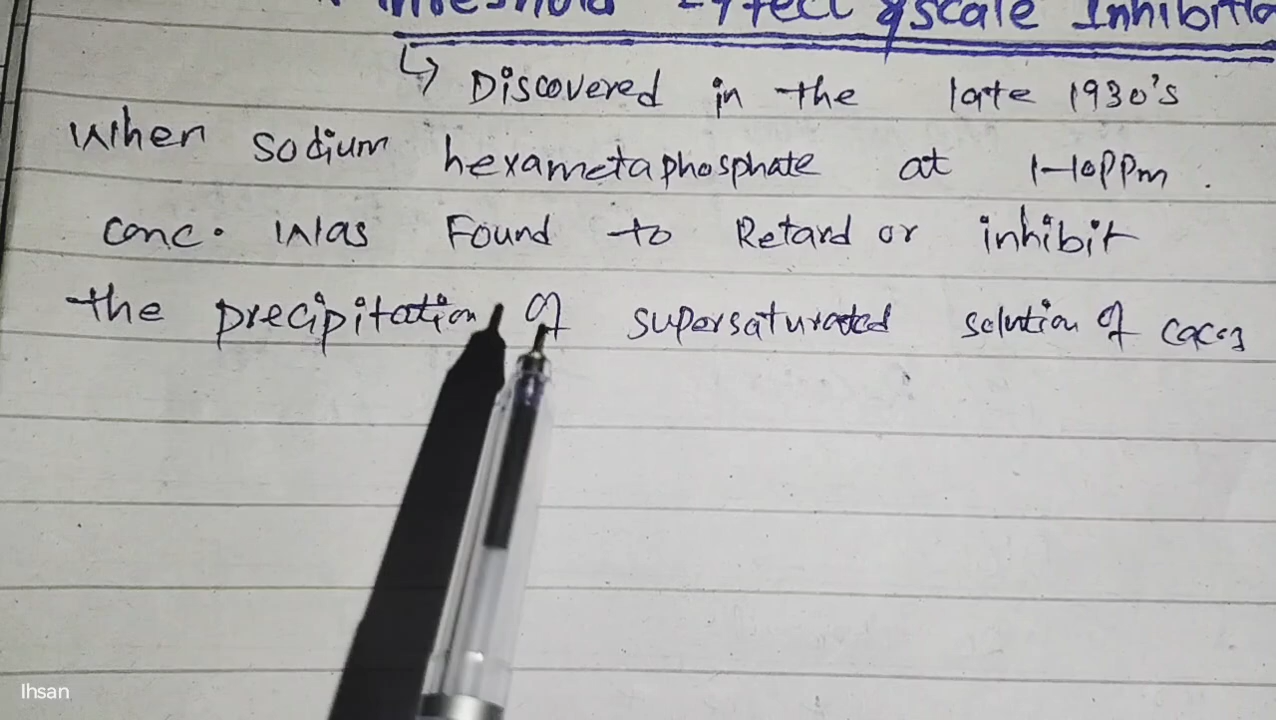 Threshold Effect & scale Inhibitio
↳ Discovered in the late 1930's
When sodium hexametaphosphate at 1-10PPm.
conc. Was Found to Retard or inhibit
the precipitation of supersaturated solution of CaCO3
Ihsan